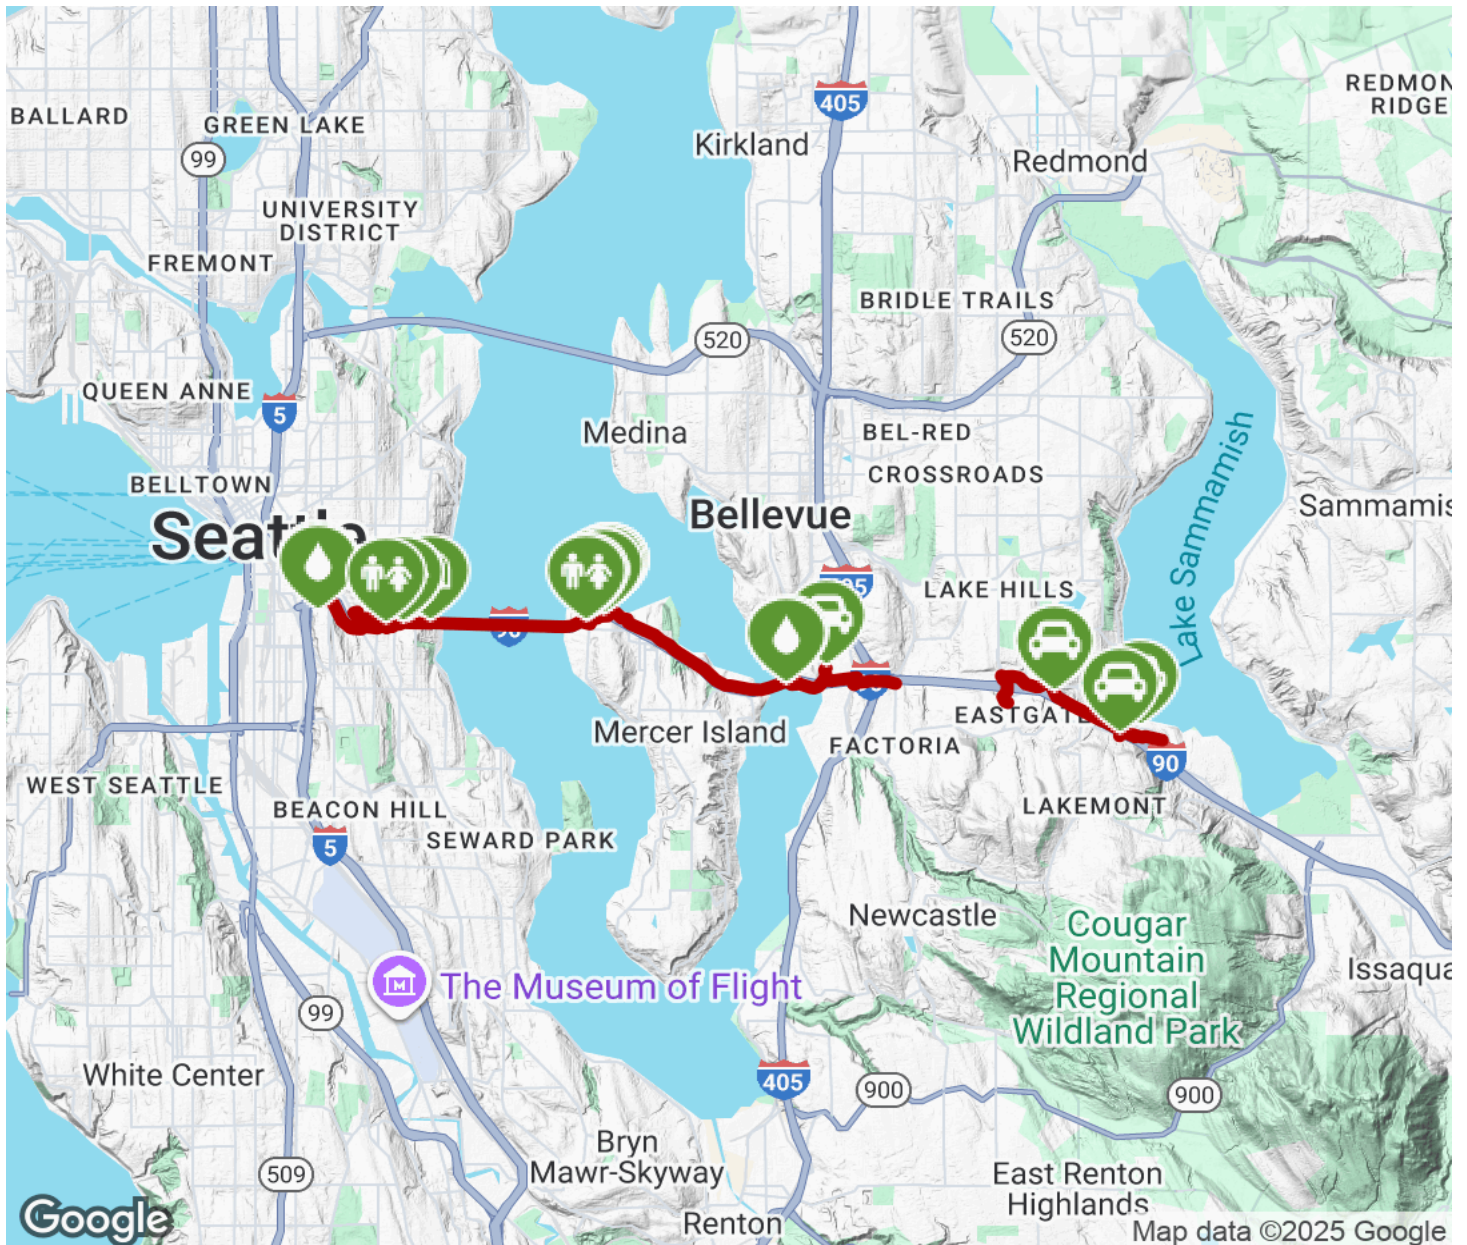 REDMON
RIDGE
405
BALLARD
GREEN LAKE
Kirkland
99
Redmond
UNIVERSITY
DISTRICT
FREMONT
BRIDLE TRAILS
520
520
QUEEN ANNE
5
Medina
BEL-RED
CROSSROADS
BELLTOWN
Bellevue
Sammamis
Seattle
Lake Sammamish
LAKE HILLS
EASTGATE
Mercer Island
FACTORIA
90
WEST SEATTLE
BEACON HILL
LAKEMONT
5
SEWARD PARK
Newcastle
Cougar
Mountain
Regional
Wildland Park
Issaqua
The Museum of Flight
99
White Center
405
900
900
Bryn
Mawr-Skyway
509
East Renton
Highlands
Renton
Google
Map data ©2025 Google